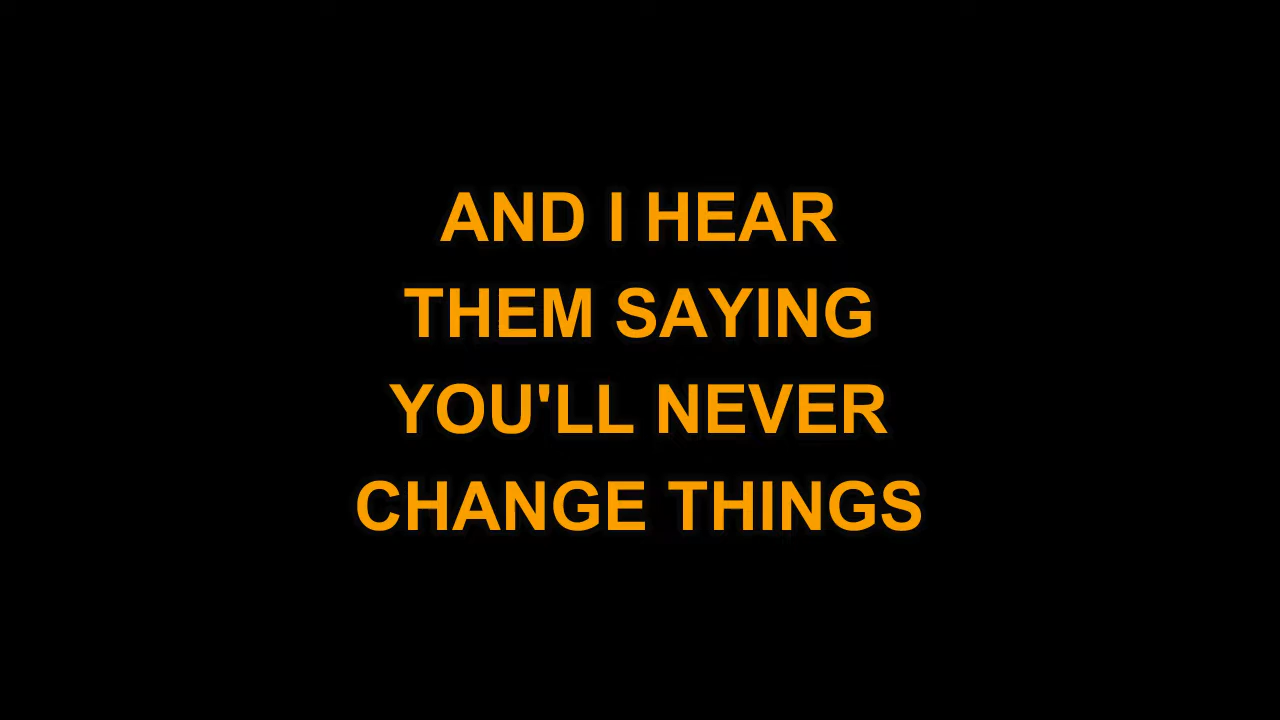 AND I HEAR
THEM SAYING
YOU'LL NEVER
CHANGE THINGS